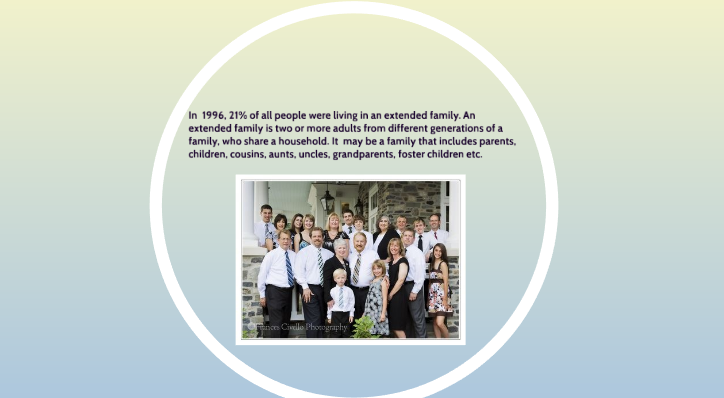 In 1996, 21% of all people were living in an extended family. An
extended family is two or more adults from different generations of a
family, who share a household. It may be a family that includes parents,
children, cousins, aunts, uncles, grandparents, foster children etc.
Frances Civello Photography